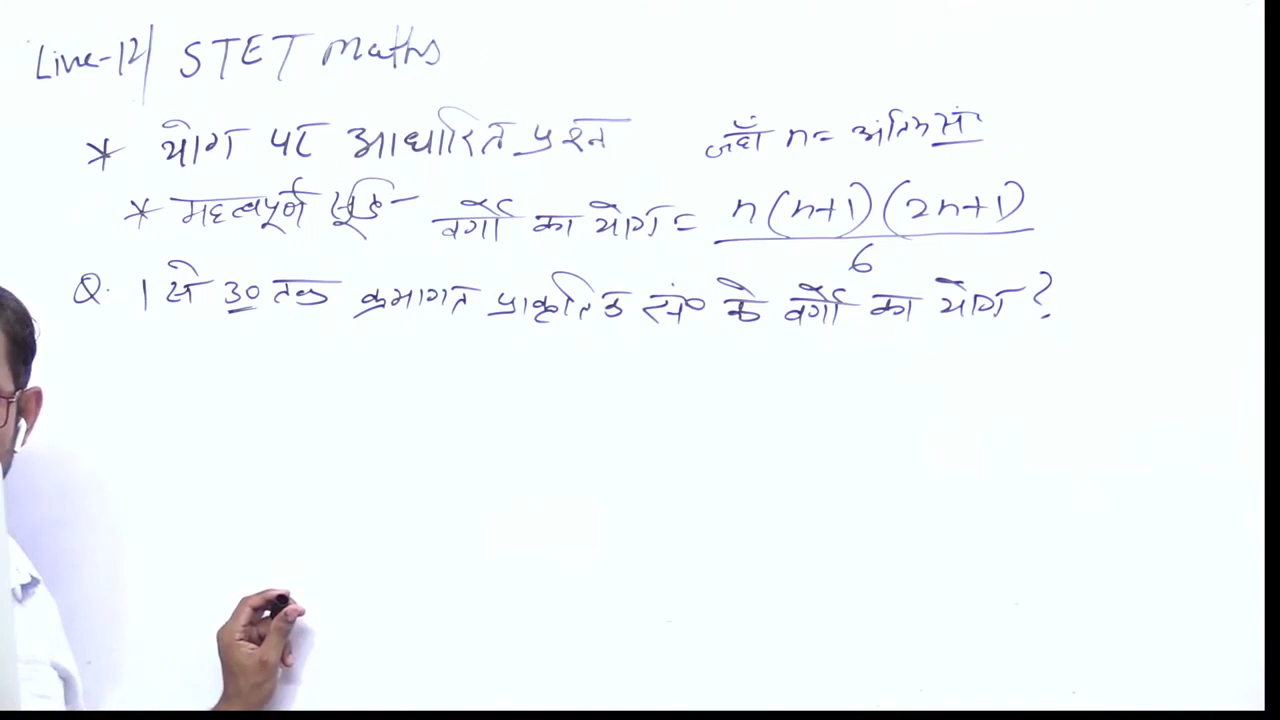 Live-12/ STET Maths
* योग पर आधारित प्रश्न जहाँ n = अंतिम सं.
* महत्वपूर्ण सूत्र- वर्गों का योग = n(n+1)(2n+1)/6
Q. 1 से 30 तक क्रमागत प्राकृतिक सं० के वर्गों का योग?